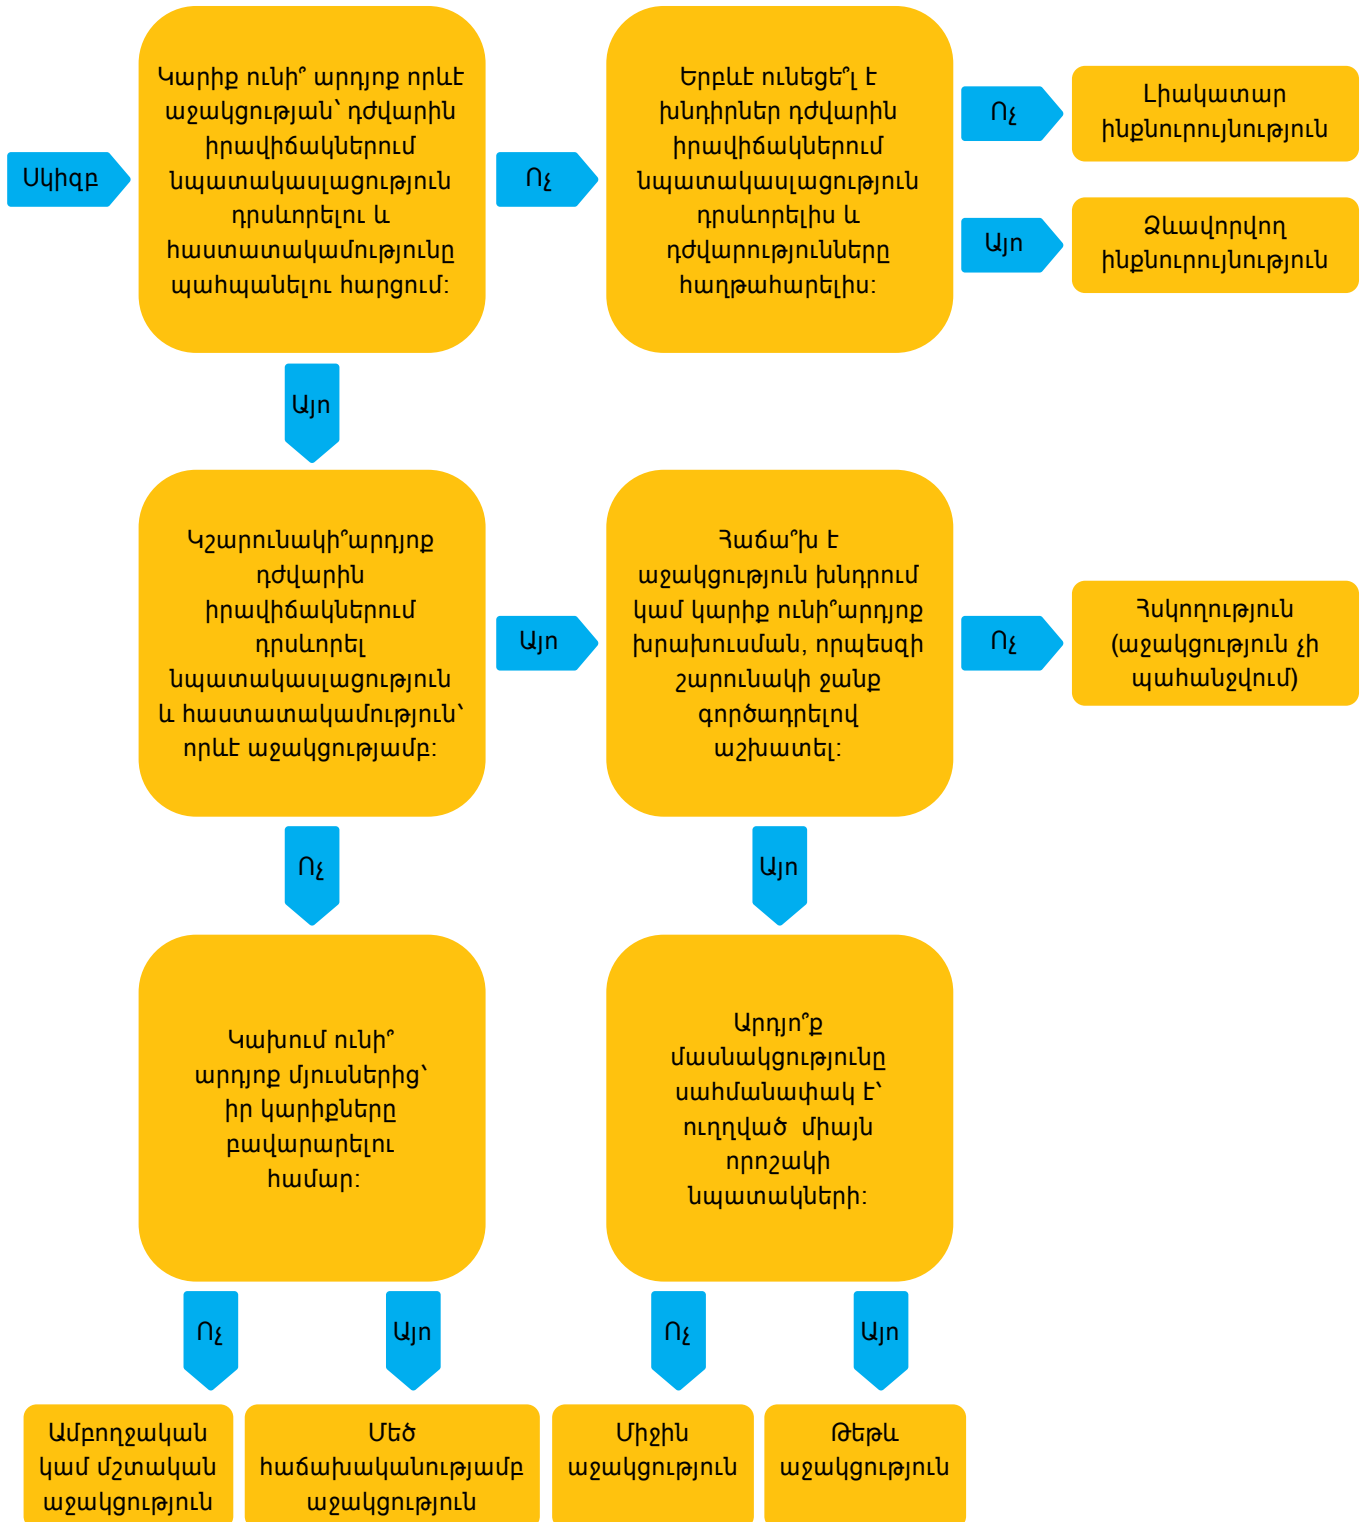 Սկիզբ
Կարիք ունի՞ արդյոք որևէ
աջակցության՝ դժվարին
իրավիճակներում
նպատակասլացություն
դրսևորելու և
հաստատակամությունը
պահպանելու հարցում:
Ոչ
Երբևէ ունեցե՞լ է
խնդիրներ դժվարին
իրավիճակներում
նպատակասլացություն
դրսևորելիս և
դժվարությունները
հաղթահարելիս:
Ոչ
Լիակատար
ինքնուրույնություն
Այո
Ձևավորվող
ինքնուրույնություն
Այո
Կշարունակի՞արդյոք
դժվարին
իրավիճակներում
դրսևորել
նպատակասլացություն
և հաստատակամություն՝
որևէ աջակցությամբ:
Այո
Հաճա՞խ է
աջակցություն խնդրում
կամ կարիք ունի՞արդյոք
խրախուսման, որպեսզի
շարունակի ջանք
գործադրելով
աշխատել:
Ոչ
Հսկողություն
(աջակցություն չի
պահանջվում)
Ոչ
Այո
Կախում ունի՞
արդյոք մյուսներից՝
իր կարիքները
բավարարելու
համար:
Արդյո՞ք
մասնակցությունը
սահմանափակ է՝
ուղղված  միայն
որոշակի
նպատակների:
Ոչ
Այո
Ոչ
Այո
Ամբողջական
կամ մշտական
աջակցություն
Մեծ
հաճախականությամբ
աջակցություն
Միջին
աջակցություն
Թեթև
աջակցություն